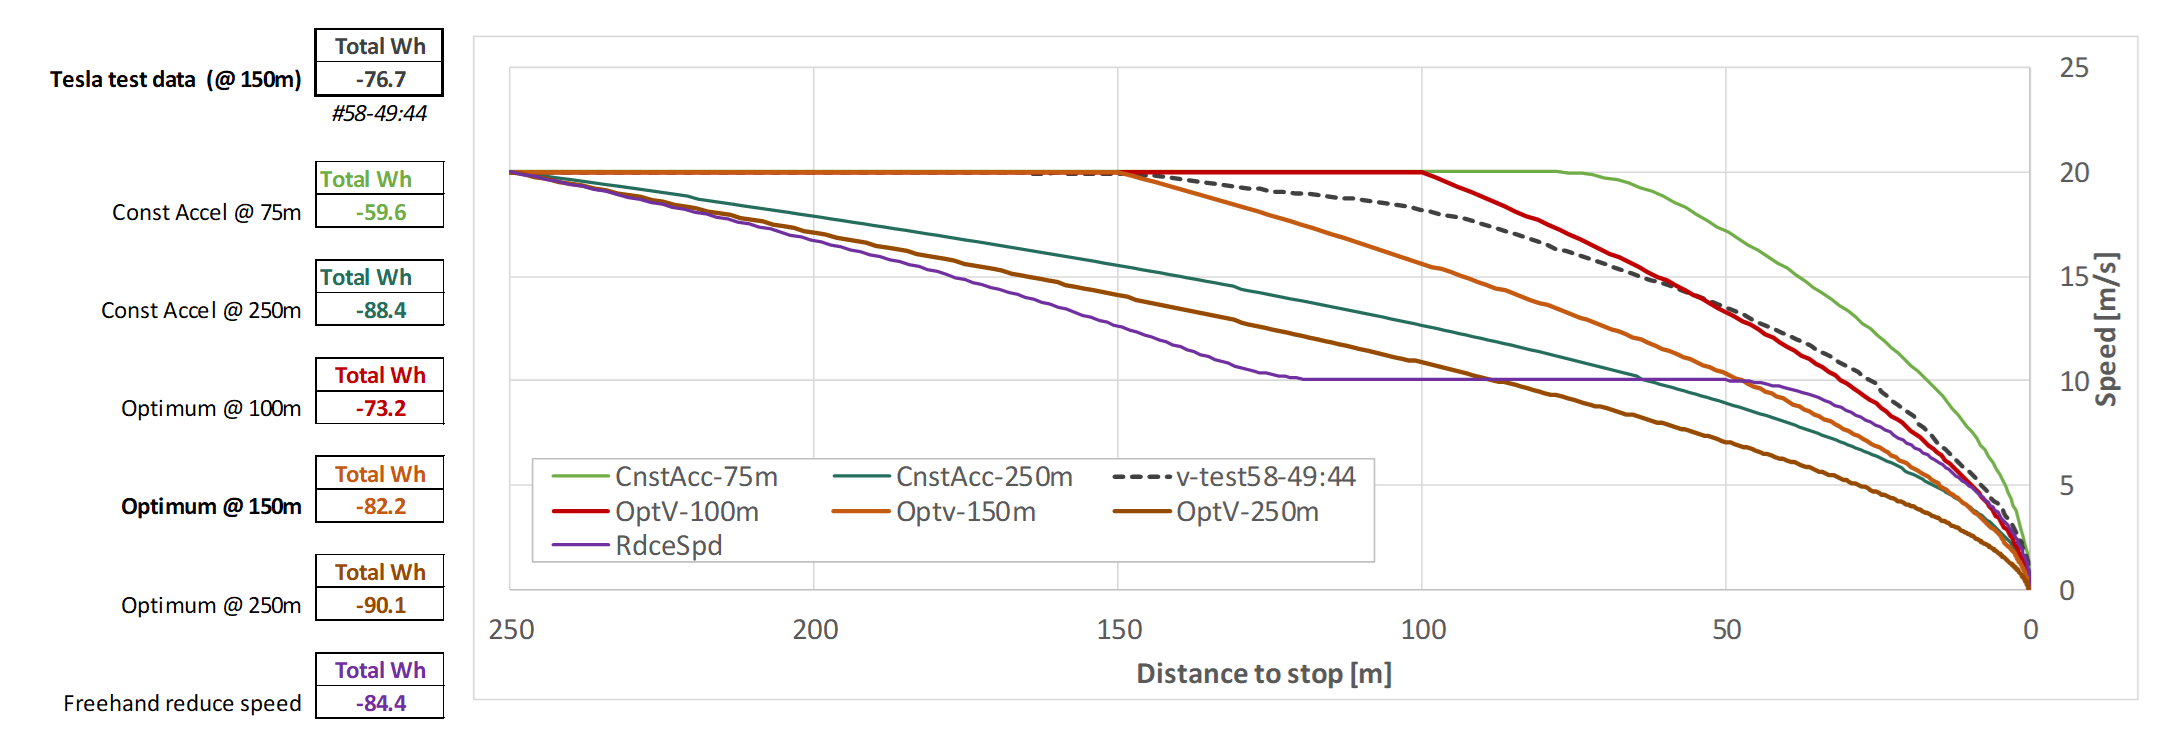 Total Wh
Tesla test data (@ 150m)
-76.7
#58-49:44
Total Wh
Const Accel @ 75m
-59.6
Total Wh
Const Accel @ 250m
-88.4
Total Wh
Optimum @ 100m
-73.2
Total Wh
Optimum @ 150m
-82.2
Total Wh
Optimum @ 250m
-90.1
Total Wh
Freehand reduce speed
-84.4
25
20
15
10
5
0
Speed [m/s]
CnstAcc-75m
CnstAcc-250m
v-test58-49:44
OptV-100m
Optv-150m
OptV-250m
RdceSpd
250
200
150
100
50
0
Distance to stop [m]